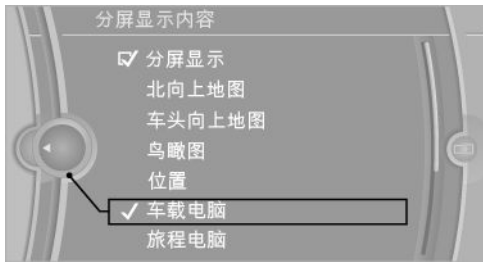 分屏显示内容
分屏显示
北向上地图
车头向上地图
鸟瞰图
位置
车载电脑
旅程电脑